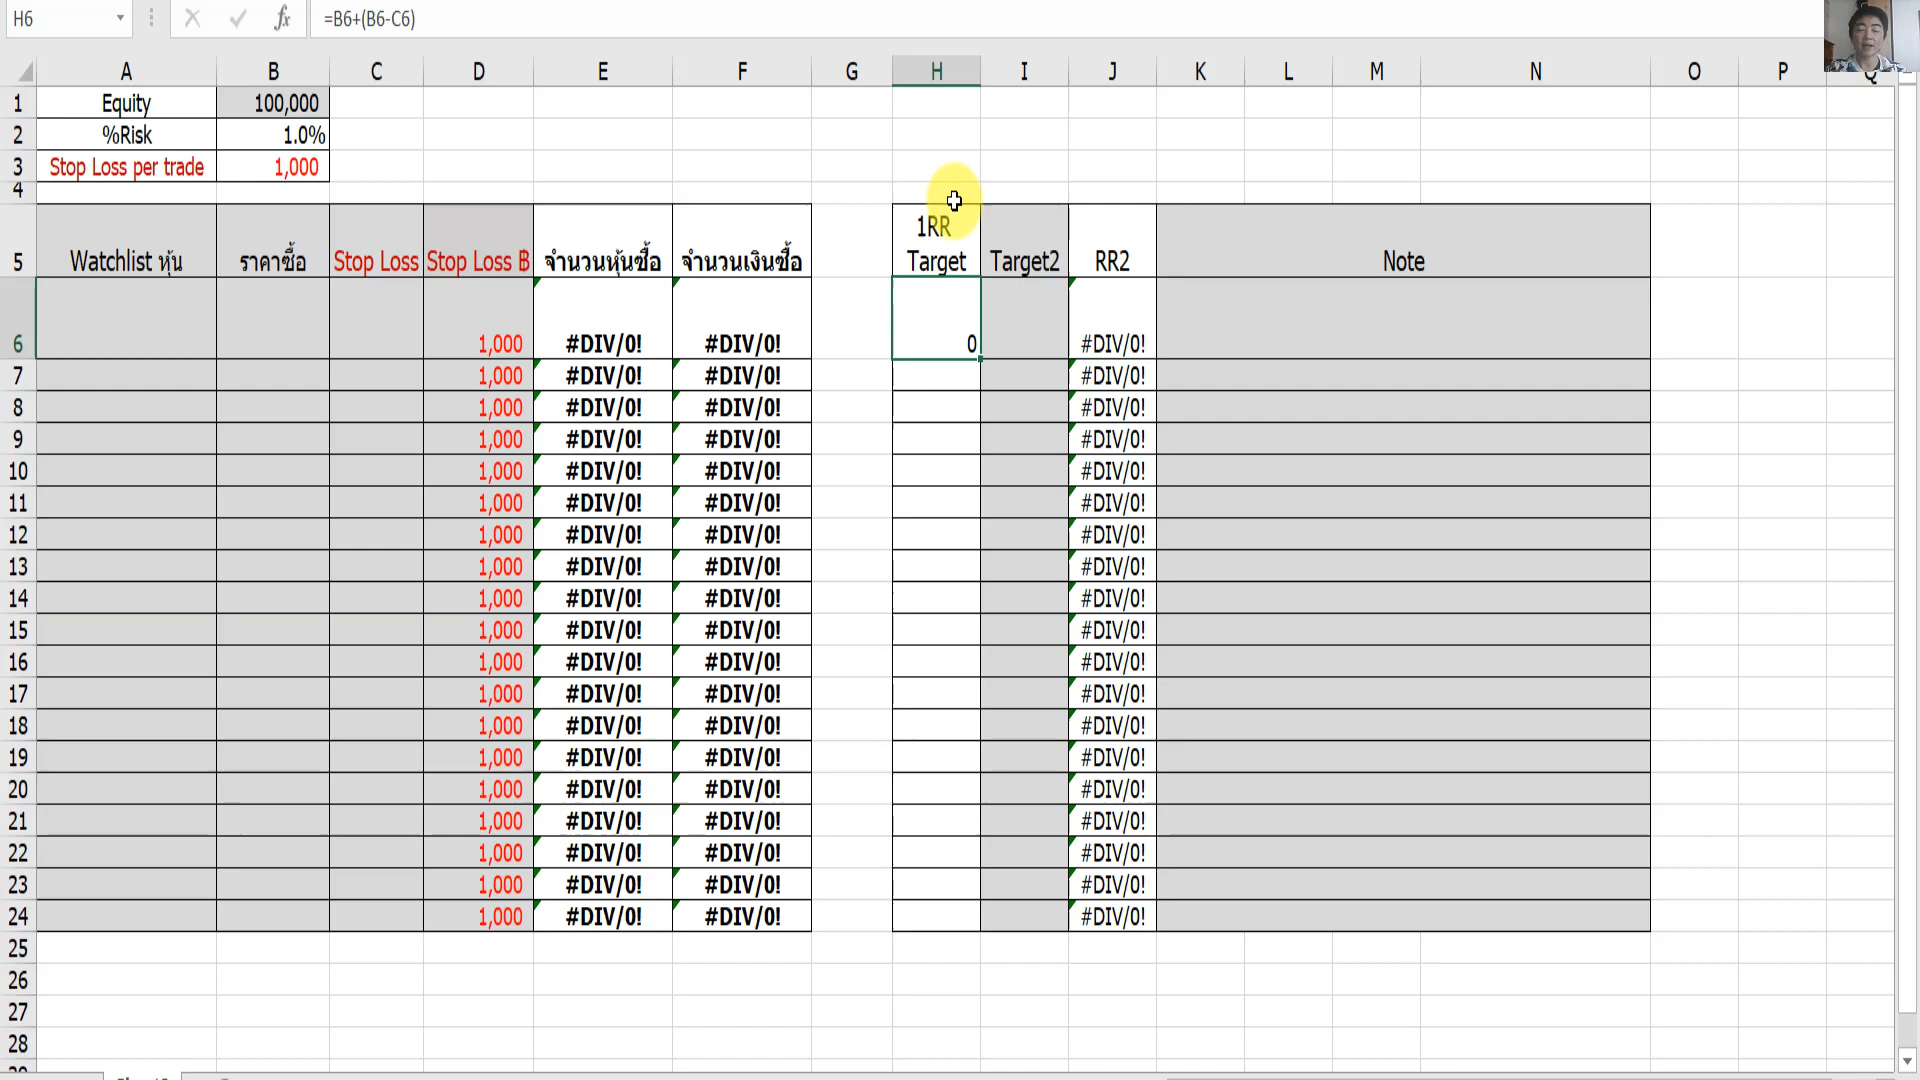 H6 fx =B6+(B6-C6)
A B C D E F G H I J K L M N O P Q
1 Equity 100,000
2 %Risk 1.0%
3 Stop Loss per trade 1,000
4
1RR
5 Watchlist หุ้น ราคาซื้อ Stop Loss Stop Loss ฿ จำนวนหุ้นซื้อ จำนวนเงินซื้อ Target Target2 RR2 Note
6 1,000 #DIV/0! #DIV/0! 0 #DIV/0!
7 1,000 #DIV/0! #DIV/0! #DIV/0!
8 1,000 #DIV/0! #DIV/0! #DIV/0!
9 1,000 #DIV/0! #DIV/0! #DIV/0!
10 1,000 #DIV/0! #DIV/0! #DIV/0!
11 1,000 #DIV/0! #DIV/0! #DIV/0!
12 1,000 #DIV/0! #DIV/0! #DIV/0!
13 1,000 #DIV/0! #DIV/0! #DIV/0!
14 1,000 #DIV/0! #DIV/0! #DIV/0!
15 1,000 #DIV/0! #DIV/0! #DIV/0!
16 1,000 #DIV/0! #DIV/0! #DIV/0!
17 1,000 #DIV/0! #DIV/0! #DIV/0!
18 1,000 #DIV/0! #DIV/0! #DIV/0!
19 1,000 #DIV/0! #DIV/0! #DIV/0!
20 1,000 #DIV/0! #DIV/0! #DIV/0!
21 1,000 #DIV/0! #DIV/0! #DIV/0!
22 1,000 #DIV/0! #DIV/0! #DIV/0!
23 1,000 #DIV/0! #DIV/0! #DIV/0!
24 1,000 #DIV/0! #DIV/0! #DIV/0!
25
26
27
28